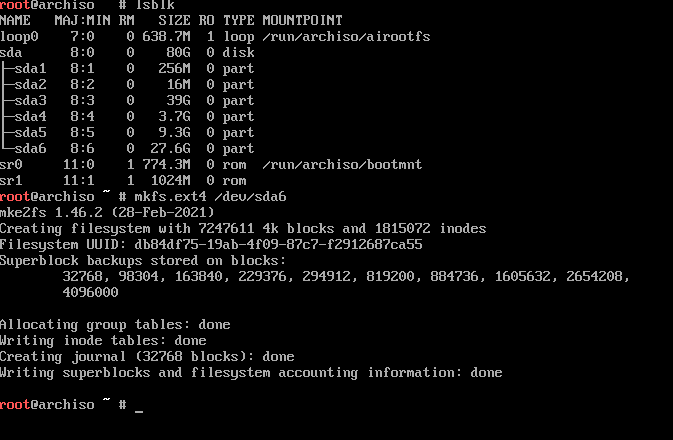 root@archiso ~ # lsblk
NAME   MAJ:MIN RM   SIZE RO TYPE MOUNTPOINT
loop0    7:0    0 638.7M  1 loop /run/archiso/airootfs
sda      8:0    0    80G  0 disk
├─sda1   8:1    0   256M  0 part
├─sda2   8:2    0    16M  0 part
├─sda3   8:3    0    39G  0 part
├─sda4   8:4    0   3.7G  0 part
├─sda5   8:5    0   9.3G  0 part
└─sda6   8:6    0  27.6G  0 part
sr0     11:0    1 774.3M  0 rom  /run/archiso/bootmnt
sr1     11:1    1  1024M  0 rom
root@archiso ~ # mkfs.ext4 /dev/sda6
mke2fs 1.46.2 (28-Feb-2021)
Creating filesystem with 7247611 4k blocks and 1815072 inodes
Filesystem UUID: db84df75-19ab-4f09-87c7-f2912687ca55
Superblock backups stored on blocks:
        32768, 98304, 163840, 229376, 294912, 819200, 884736, 1605632, 2654208,
        4096000
Allocating group tables: done
Writing inode tables: done
Creating journal (32768 blocks): done
Writing superblocks and filesystem accounting information: done
root@archiso ~ # _